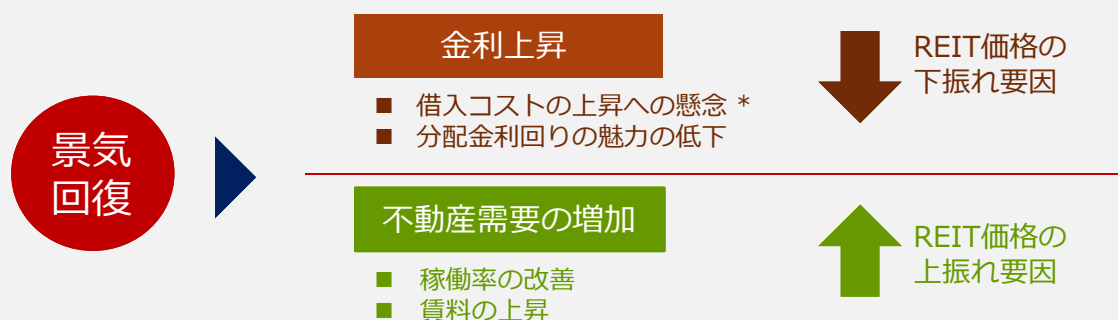 景気
回復
金利上昇
■ 借入コストの上昇への懸念 *
■ 分配金利回りの魅力の低下
REIT価格の
下振れ要因
不動産需要の増加
■ 稼働率の改善
■ 賃料の上昇
REIT価格の
上振れ要因